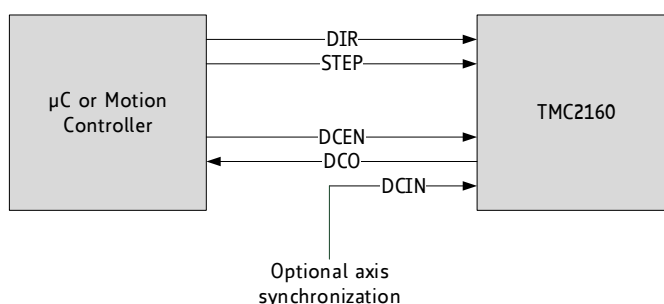 DIR
STEP
µC or Motion
Controller
TMC2160
DCEN
DCO
DCIN
Optional axis
synchronization